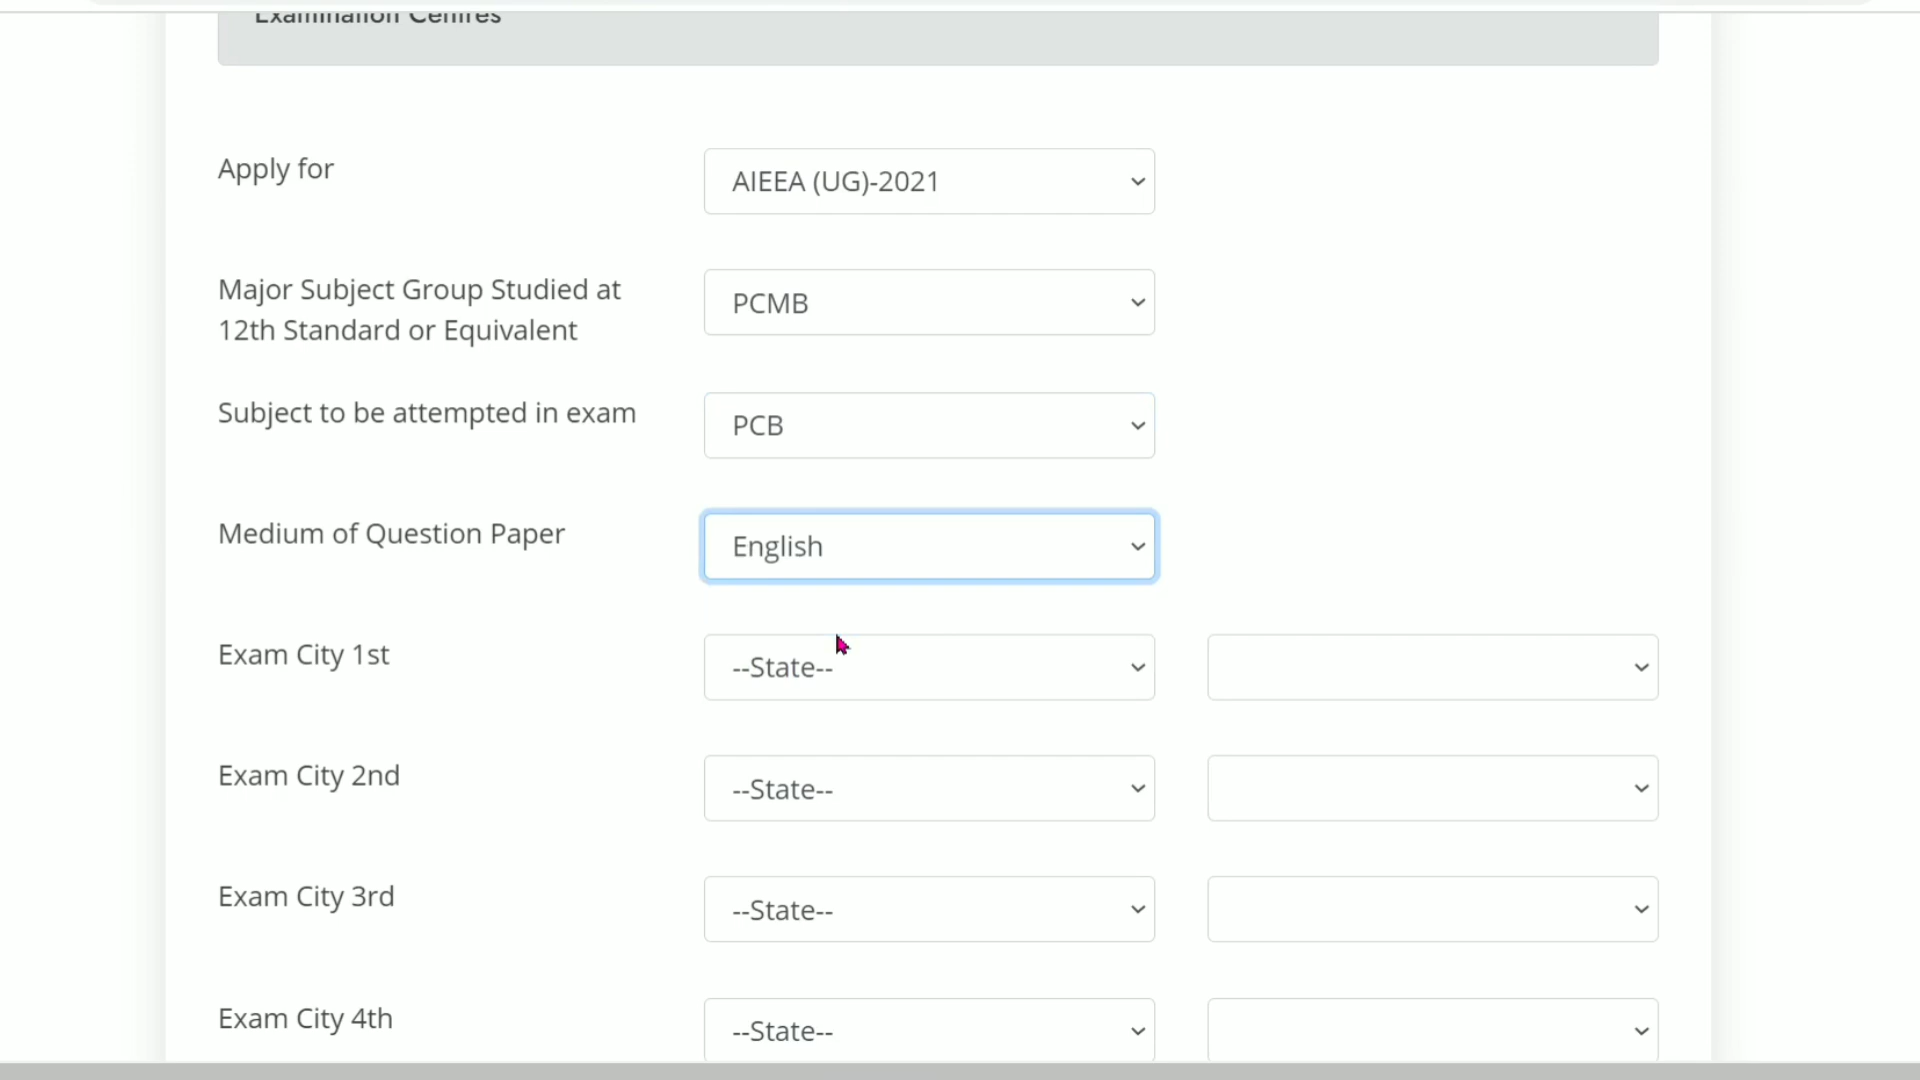 Examination Centres
Apply for
AIEEA (UG)-2021
Major Subject Group Studied at
12th Standard or Equivalent
PCMB
Subject to be attempted in exam
PCB
Medium of Question Paper
English
Exam City 1st
--State--
Exam City 2nd
--State--
Exam City 3rd
--State--
Exam City 4th
--State--